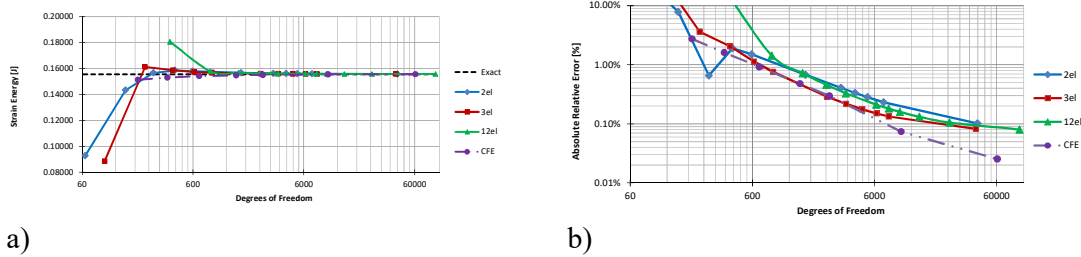 0.20000
0.18000
0.16000
0.14000
0.12000
0.10000
0.08000
Strain Energy [J]
60
600
6000
60000
Degrees of Freedom
Exact
2el
3el
12el
CFE
a)
10.00%
1.00%
0.10%
0.01%
Absolute Relative Error [%]
60
600
6000
60000
Degrees of Freedom
2el
3el
12el
CFE
b)